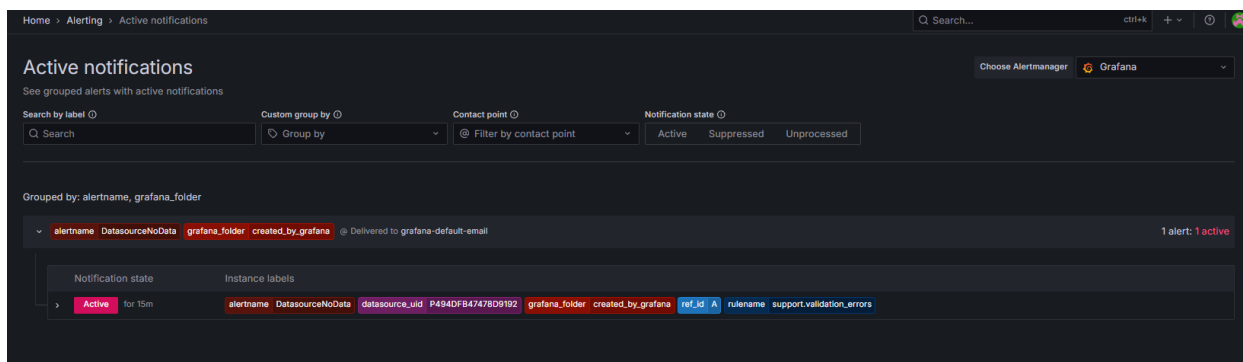 Home > Alerting > Active notifications
Search... ctrl+k
Active notifications
Choose Alertmanager Grafana
See grouped alerts with active notifications
Search by label Custom group by Contact point Notification state
Search Group by @ Filter by contact point Active Suppressed Unprocessed
Grouped by: alertname, grafana_folder
alertname DatasourceNoData grafana_folder created_by_grafana @ Delivered to grafana-default-email 1 alert: 1 active
Notification state Instance labels
Active for 15m alertname DatasourceNoData datasource_uid P494DFB47478D9192 grafana_folder created_by_grafana ref_id A rulename support.validation_errors